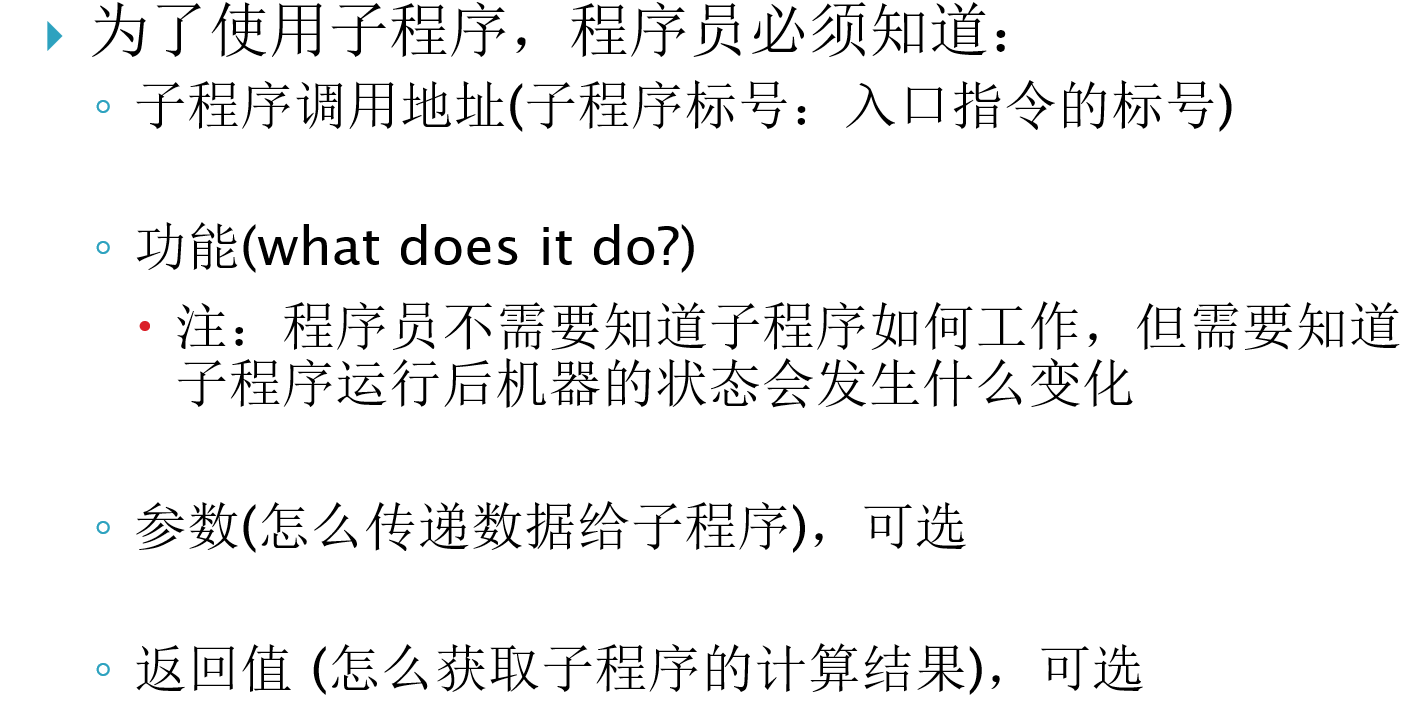 为了使用子程序，程序员必须知道：
子程序调用地址(子程序标号：入口指令的标号)
功能(what does it do?)
注：程序员不需要知道子程序如何工作，但需要知道
子程序运行后机器的状态会发生什么变化
参数(怎么传递数据给子程序)，可选
返回值 (怎么获取子程序的计算结果)，可选